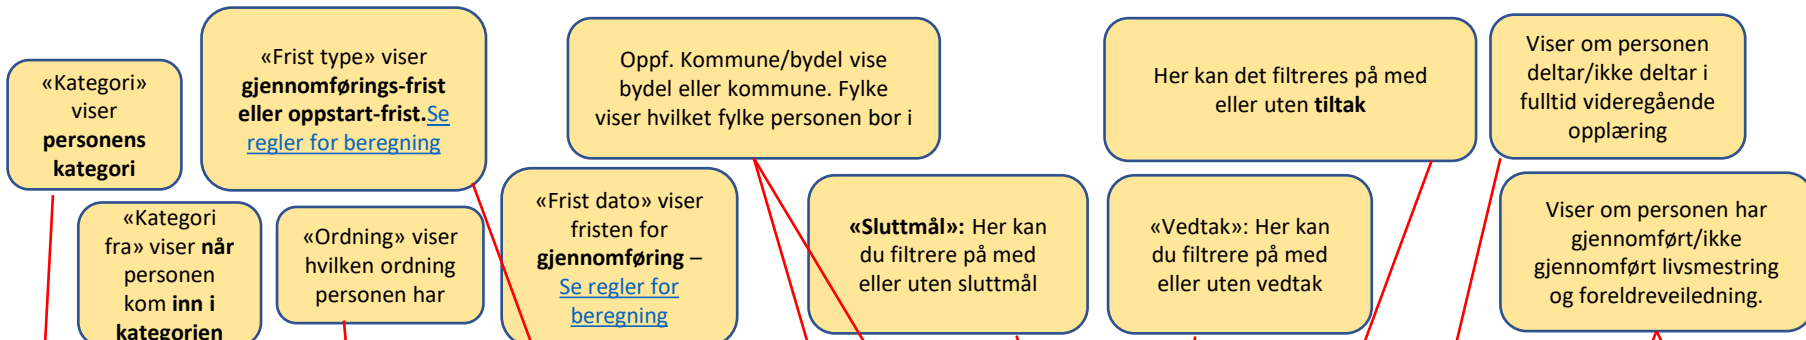 «Kategori»
viser
personens
kategori
«Frist type» viser
gjennomførings-frist
eller oppstart-frist.Se
regler for beregning
Oppf. Kommune/bydel vise
bydel eller kommune. Fylke
viser hvilket fylke personen bor i
Her kan det filtreres på med
eller uten tiltak
Viser om personen
deltar/ikke deltar i
fulltid videregående
opplæring
«Kategori
fra» viser når
personen
kom inn i
kategorien
«Ordning» viser
hvilken ordning
personen har
«Frist dato» viser
fristen for
gjennomføring –
Se regler for
beregning
«Sluttmål»: Her kan
du filtrere på med
eller uten sluttmål
«Vedtak»: Her kan
du filtrere på med
eller uten vedtak
Viser om personen har
gjennomført/ikke
gjennomført livsmestring
og foreldreveiledning.